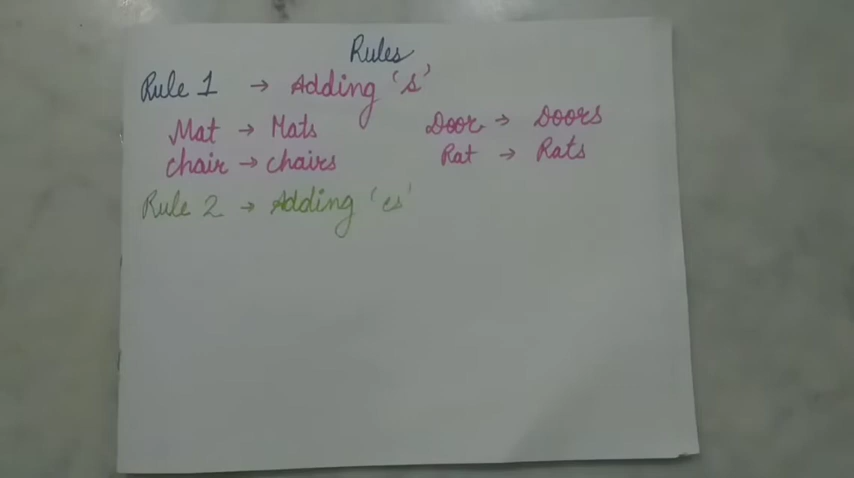 Rules
Rule 1 → Adding 's'
Mat → Mats Door → Doors
chair → chairs Rat → Rats
Rule 2 → Adding 'es'